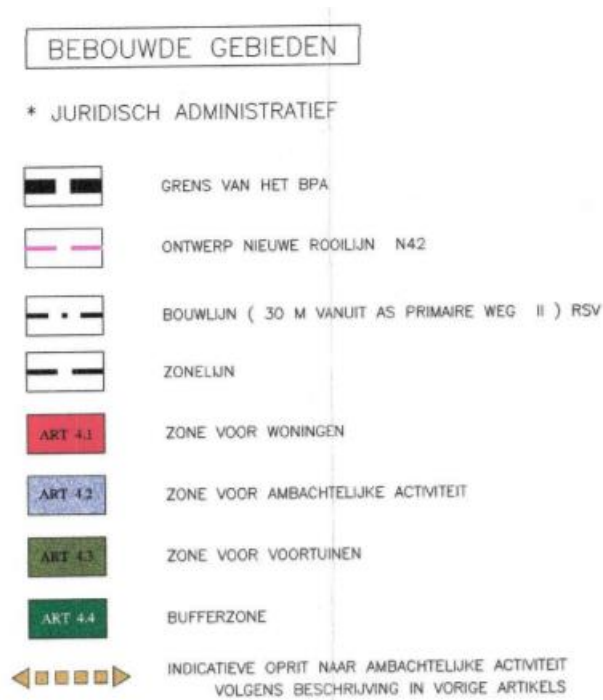 BEBOUWDE GEBIEDEN
* JURIDISCH ADMINISTRATIEF
GRENS VAN HET BPA
ONTWERP NIEUWE ROOILIJN N42
BOUWLIJN ( 30 M VANUIT AS PRIMAIRE WEG II ) RSV
ZONELIJN
ART 4.1 ZONE VOOR WONINGEN
ART 4.2 ZONE VOOR AMBACHTELIJKE ACTIVITEIT
ART 4.3 ZONE VOOR VOORTUINEN
ART 4.4 BUFFERZONE
INDICATIEVE OPRIT NAAR AMBACHTELIJKE ACTIVITEIT
VOLGENS BESCHRIJVING IN VORIGE ARTIKELS